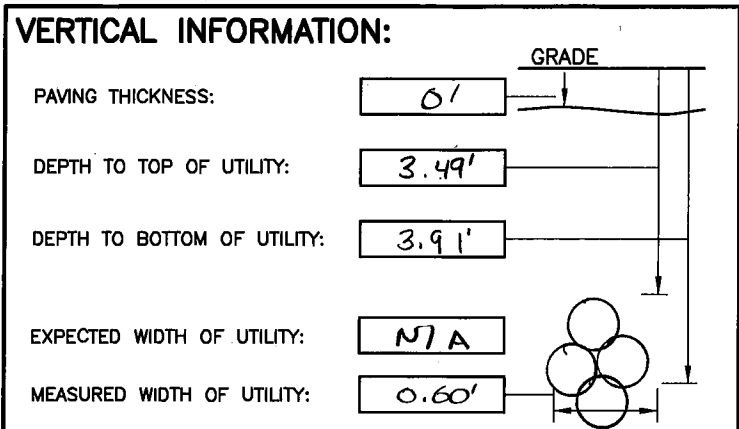 VERTICAL INFORMATION:
GRADE
PAVING THICKNESS: 0'
DEPTH TO TOP OF UTILITY: 3.49'
DEPTH TO BOTTOM OF UTILITY: 3.91'
EXPECTED WIDTH OF UTILITY: N/A
MEASURED WIDTH OF UTILITY: 0.60'